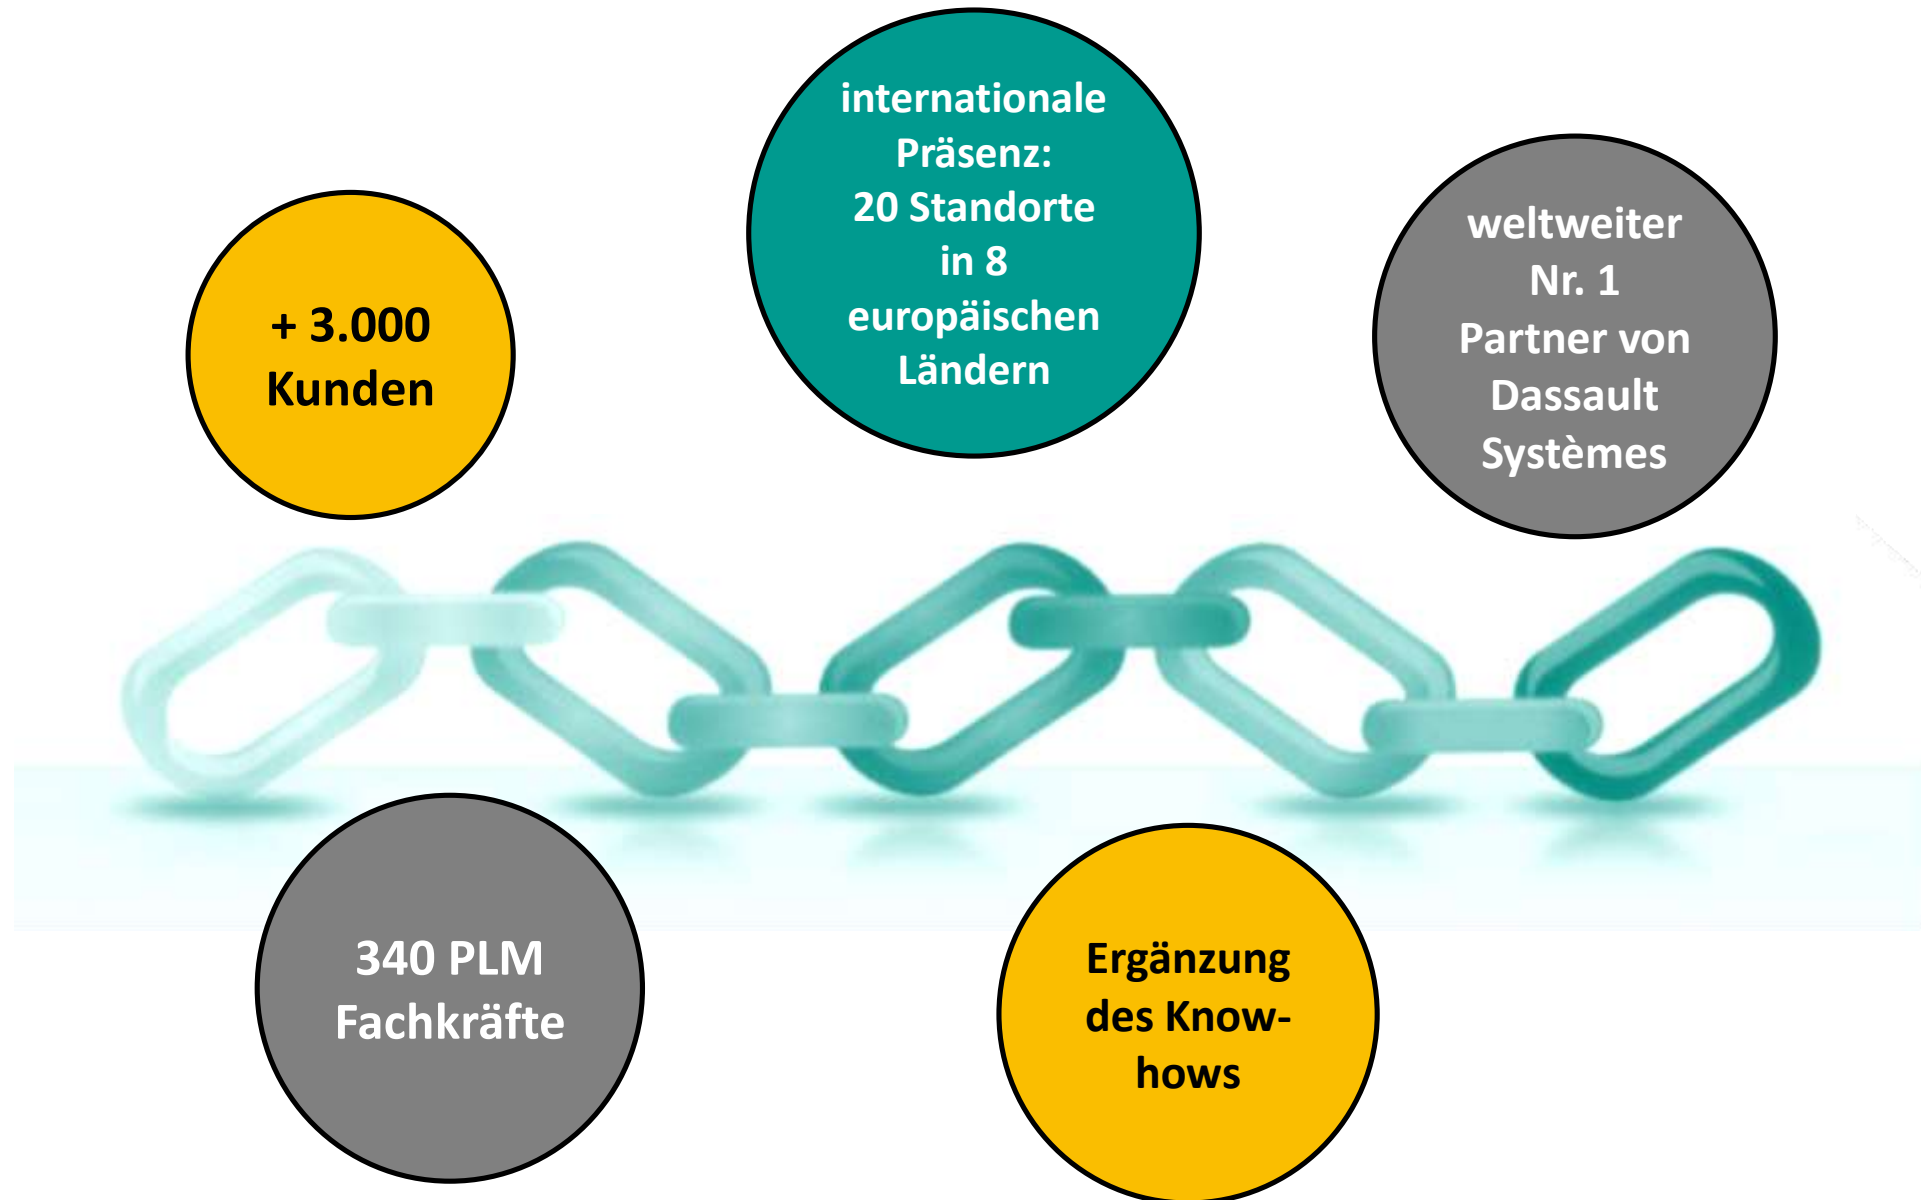 + 3.000
Kunden
internationale
Präsenz:
20 Standorte
in 8
europäischen
Ländern
weltweiter
Nr. 1
Partner von
Dassault
Systèmes
340 PLM
Fachkräfte
Ergänzung
des Know-
hows